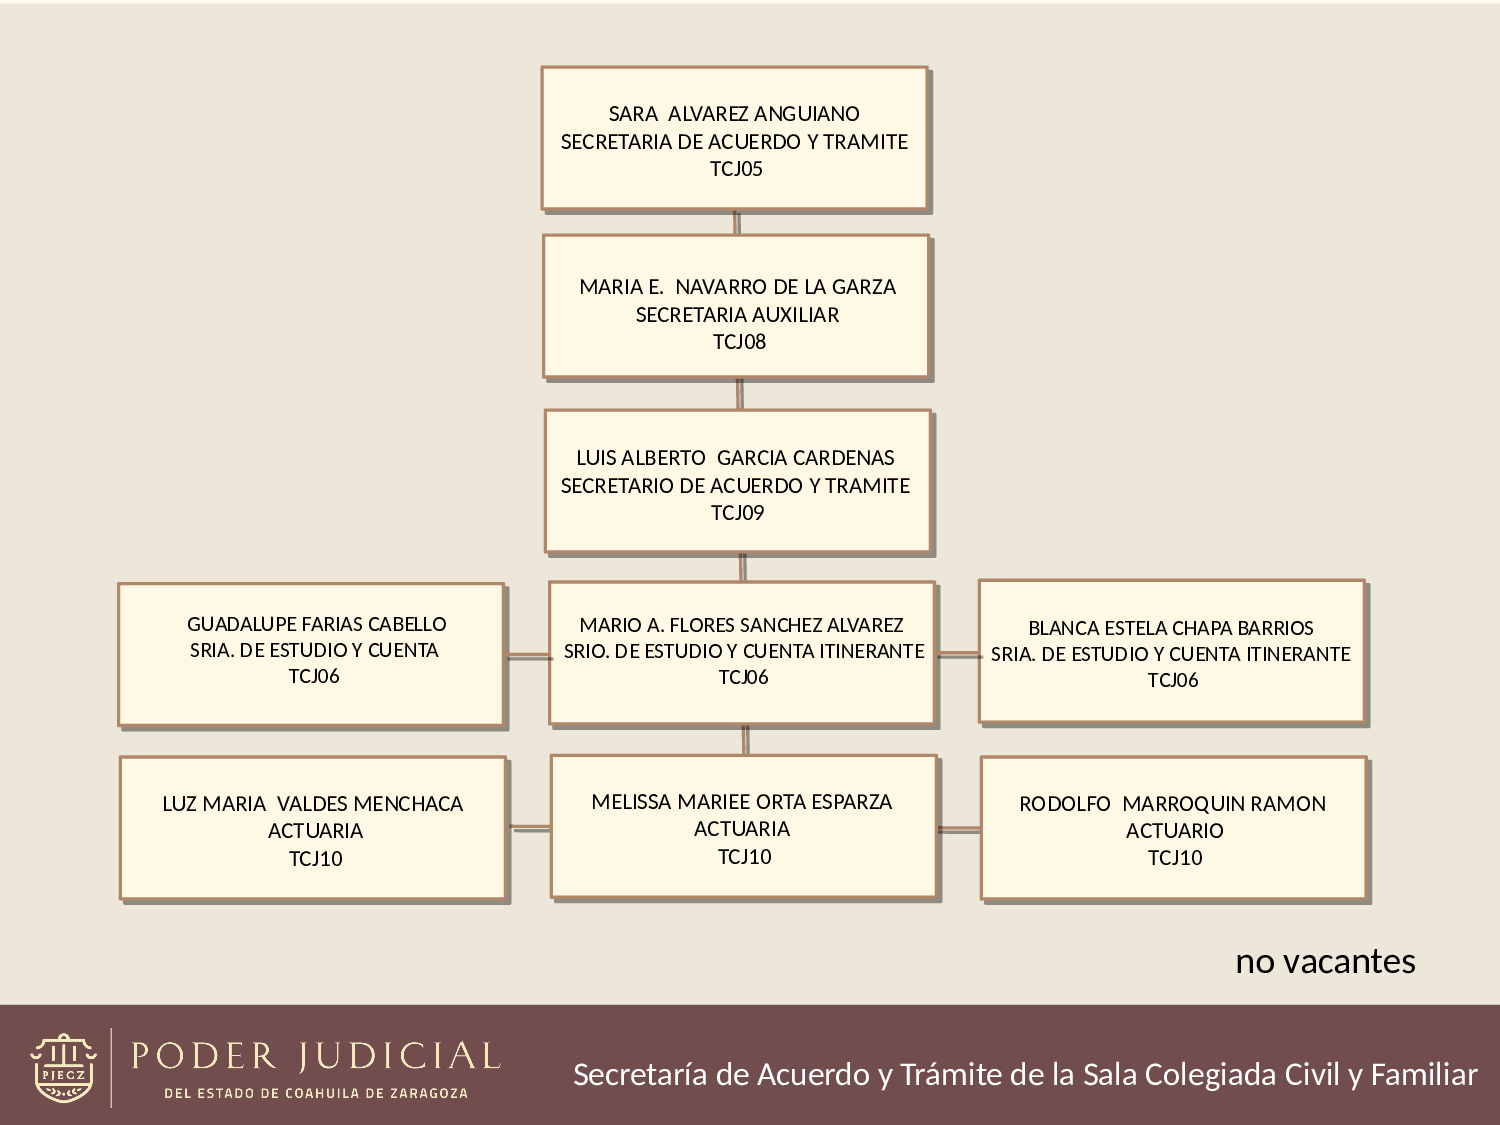 SARA  ALVAREZ ANGUIANO
SECRETARIA DE ACUERDO Y TRAMITE
TCJ05
MARIA E.  NAVARRO DE LA GARZA
SECRETARIA AUXILIAR
TCJ08
LUIS ALBERTO  GARCIA CARDENAS
SECRETARIO DE ACUERDO Y TRAMITE
TCJ09
GUADALUPE FARIAS CABELLO
SRIA. DE ESTUDIO Y CUENTA
TCJ06
MARIO A. FLORES SANCHEZ ALVAREZ
SRIO. DE ESTUDIO Y CUENTA ITINERANTE
TCJ06
BLANCA ESTELA CHAPA BARRIOS
SRIA. DE ESTUDIO Y CUENTA ITINERANTE
TCJ06
LUZ MARIA  VALDES MENCHACA
ACTUARIA
TCJ10
MELISSA MARIEE ORTA ESPARZA
ACTUARIA
TCJ10
RODOLFO  MARROQUIN RAMON
ACTUARIO
TCJ10
no vacantes
PJECZ
PODER JUDICIAL
DEL ESTADO DE COAHUILA DE ZARAGOZA
Secretaría de Acuerdo y Trámite de la Sala Colegiada Civil y Familiar